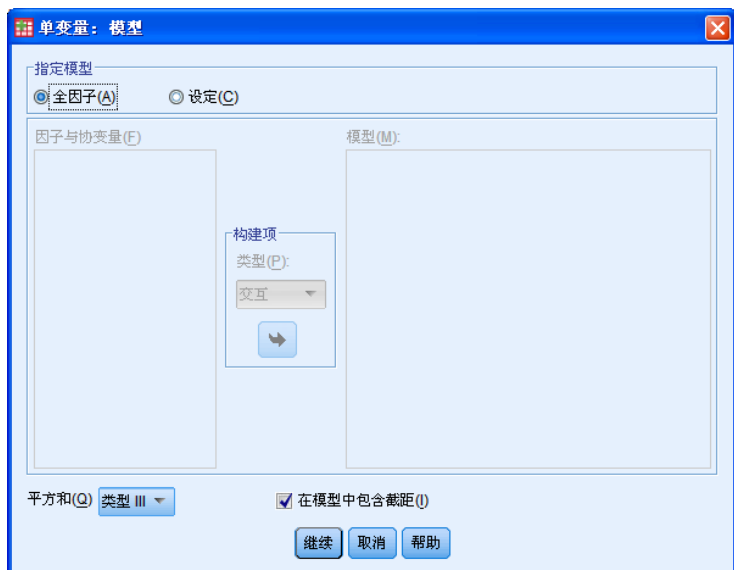 单变量：模型
指定模型
全因子(A) 设定(C)
因子与协变量(F)
模型(M):
构建项
类型(P):
交互
平方和(Q) 类型 III
在模型中包含截距(I)
继续 取消 帮助